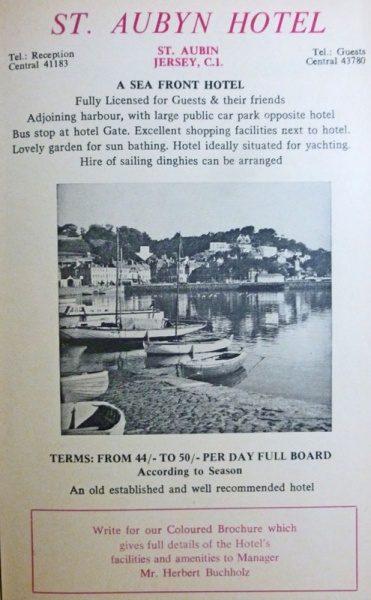 ST. AUBYN HOTEL
Tel.: Reception
Central 41183
ST. AUBIN
JERSEY, C.I.
Tel.: Guests
Central 43780
A SEA FRONT HOTEL
Fully Licensed for Guests & their friends
Adjoining harbour, with large public car park opposite hotel
Bus stop at hotel Gate. Excellent shopping facilities next to hotel.
Lovely garden for sun bathing. Hotel ideally situated for yachting.
Hire of sailing dinghies can be arranged
TERMS: FROM 44/- TO 50/- PER DAY FULL BOARD
According to Season
An old established and well recommended hotel
Write for our Coloured Brochure which
gives full details of the Hotel's
facilities and amenities to Manager
Mr. Herbert Buchholz